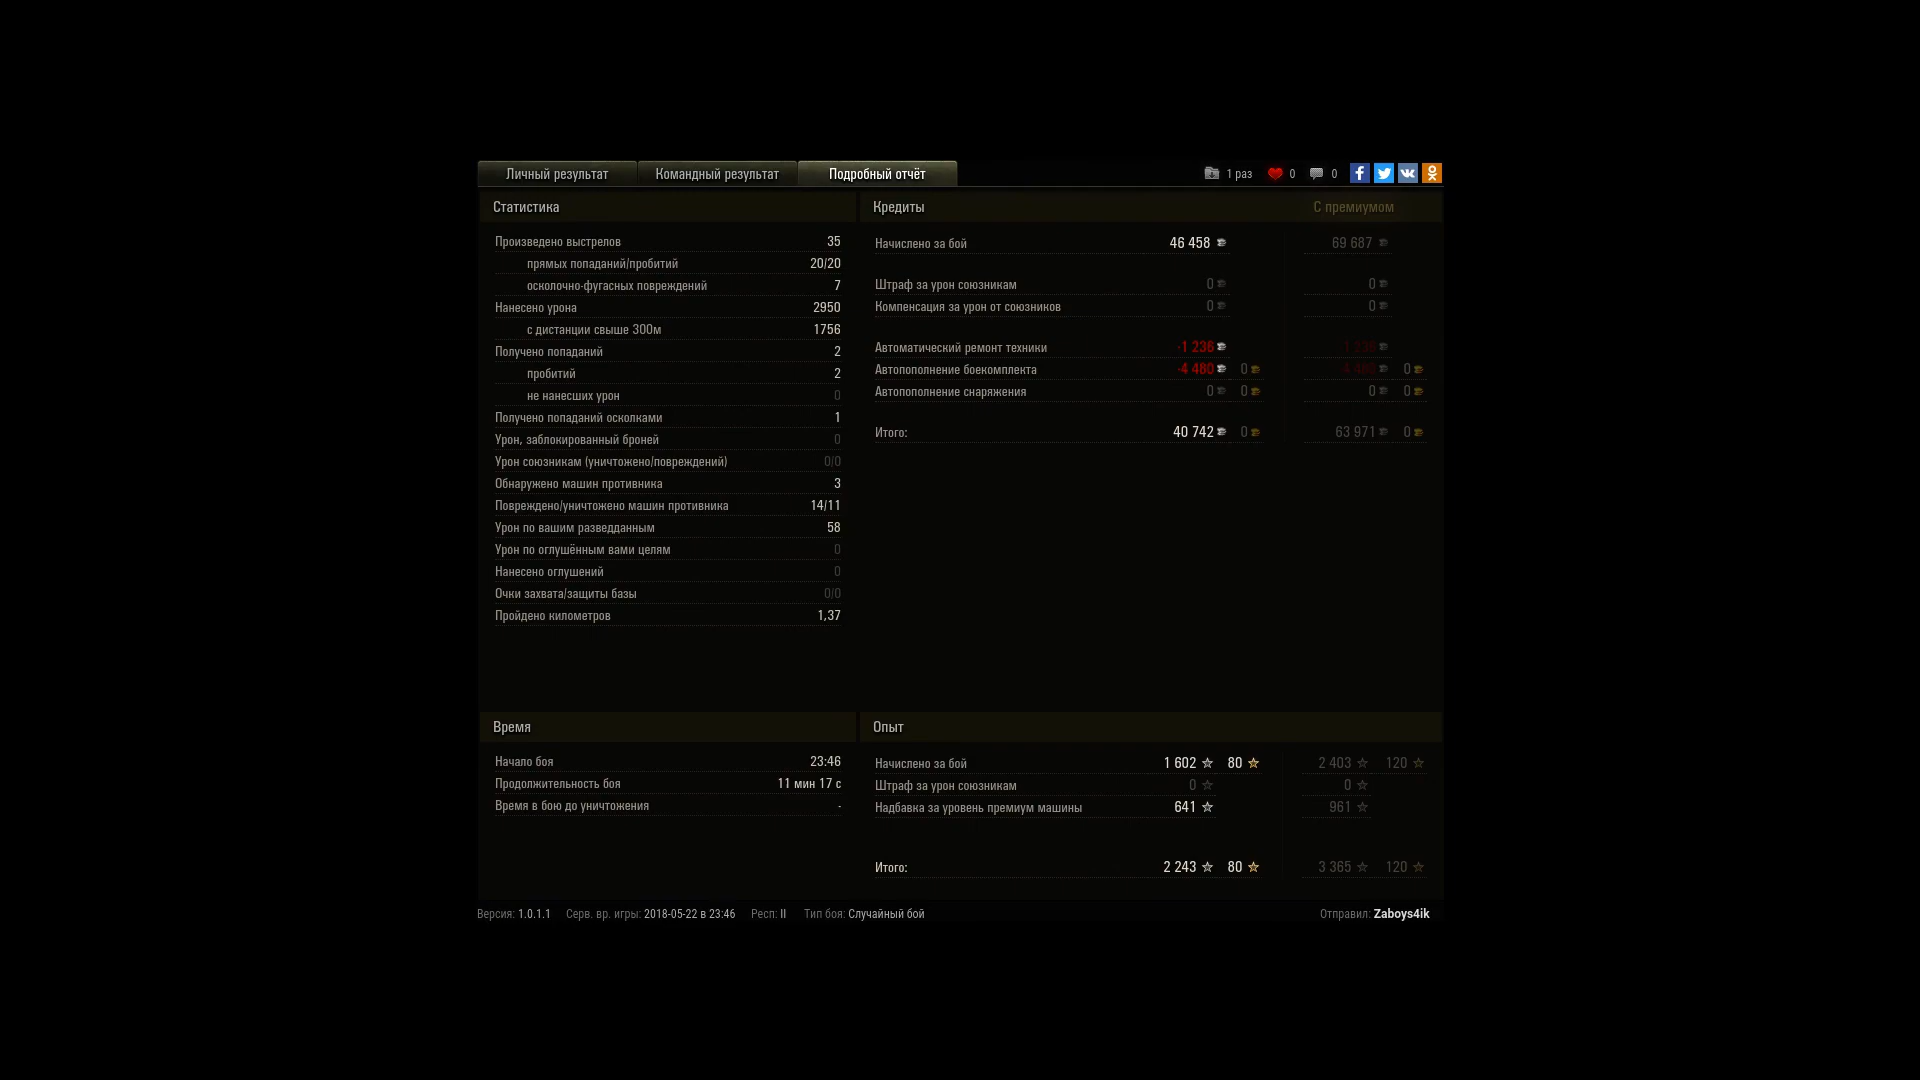 Личный результат Командный результат Подробный отчёт 1 раз 0 0
Статистика
Произведено выстрелов 35
прямых попаданий/пробитий 20/20
осколочно-фугасных повреждений 7
Нанесено урона 2950
с дистанции свыше 300м 1756
Получено попаданий 2
пробитий 2
не нанесших урон 0
Получено попаданий осколками 1
Урон, заблокированный броней 0
Урон союзникам (уничтожено/повреждений) 0/0
Обнаружено машин противника 3
Повреждено/уничтожено машин противника 14/11
Урон по вашим разведданным 58
Урон по оглушённым вами целям 0
Нанесено оглушений 0
Очки захвата/защиты базы 0/0
Пройдено километров 1,37
Кредиты С премиумом
Начислено за бой 46 458 69 687
Штраф за урон союзникам 0 0
Компенсация за урон от союзников 0 0
Автоматический ремонт техники -1 236 -1 236
Автопополнение боекомплекта -4 480 0 -4 480 0
Автопополнение снаряжения 0 0 0 0
Итого: 40 742 0 63 971 0
Время
Начало боя 23:46
Продолжительность боя 11 мин 17 с
Время в бою до уничтожения -
Опыт
Начислено за бой 1 602 80 2 403 120
Штраф за урон союзникам 0 0
Надбавка за уровень премиум машины 641 961
Итого: 2 243 80 3 365 120
Версия: 1.0.1.1 Серв. вр. игры: 2018-05-22 в 23:46 Респ: II Тип боя: Случайный бой Отправил: Zaboys4ik